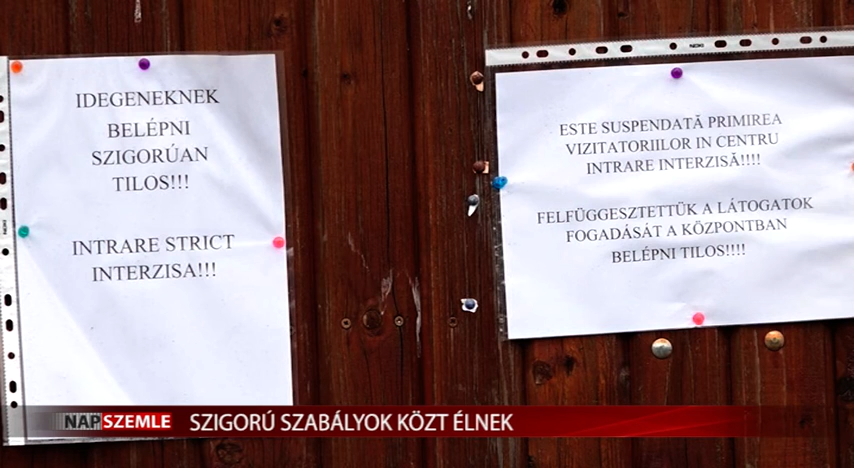 IDEGENEKNEK
BELÉPNI
SZIGORÚAN
TILOS!!!
INTRARE STRICT
INTERZISA!!!
ESTE SUSPENDATĂ PRIMIREA
VIZITATORIILOR IN CENTRU
INTRARE INTERZISĂ!!!!
FELFÜGGESZTETTÜK A LÁTOGATOK
FOGADÁSÁT A KÖZPONTBAN
BELÉPNI TILOS!!!!
NAPSZEMLE SZIGORÚ SZABÁLYOK KÖZT ÉLNEK